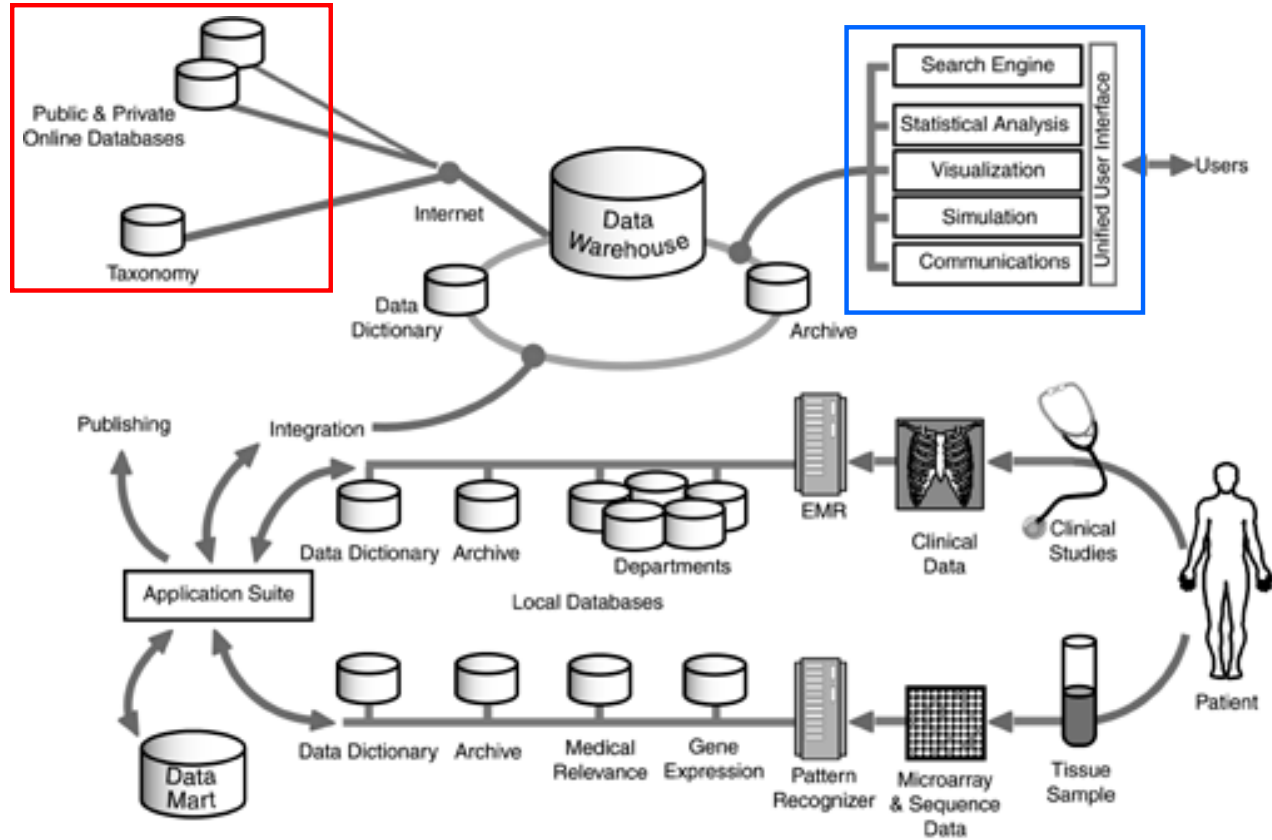 Public & Private
Online Databases
Taxonomy
Internet
Data
Warehouse
Data
Dictionary
Archive
Search Engine
Statistical Analysis
Visualization
Simulation
Communications
Unified User Interface
Users
Publishing
Integration
Data Dictionary
Archive
Departments
Local Databases
EMR
Clinical
Data
Clinical
Studies
Patient
Application Suite
Data
Mart
Data Dictionary
Archive
Medical
Relevance
Gene
Expression
Pattern
Recognizer
Microarray
& Sequence
Data
Tissue
Sample